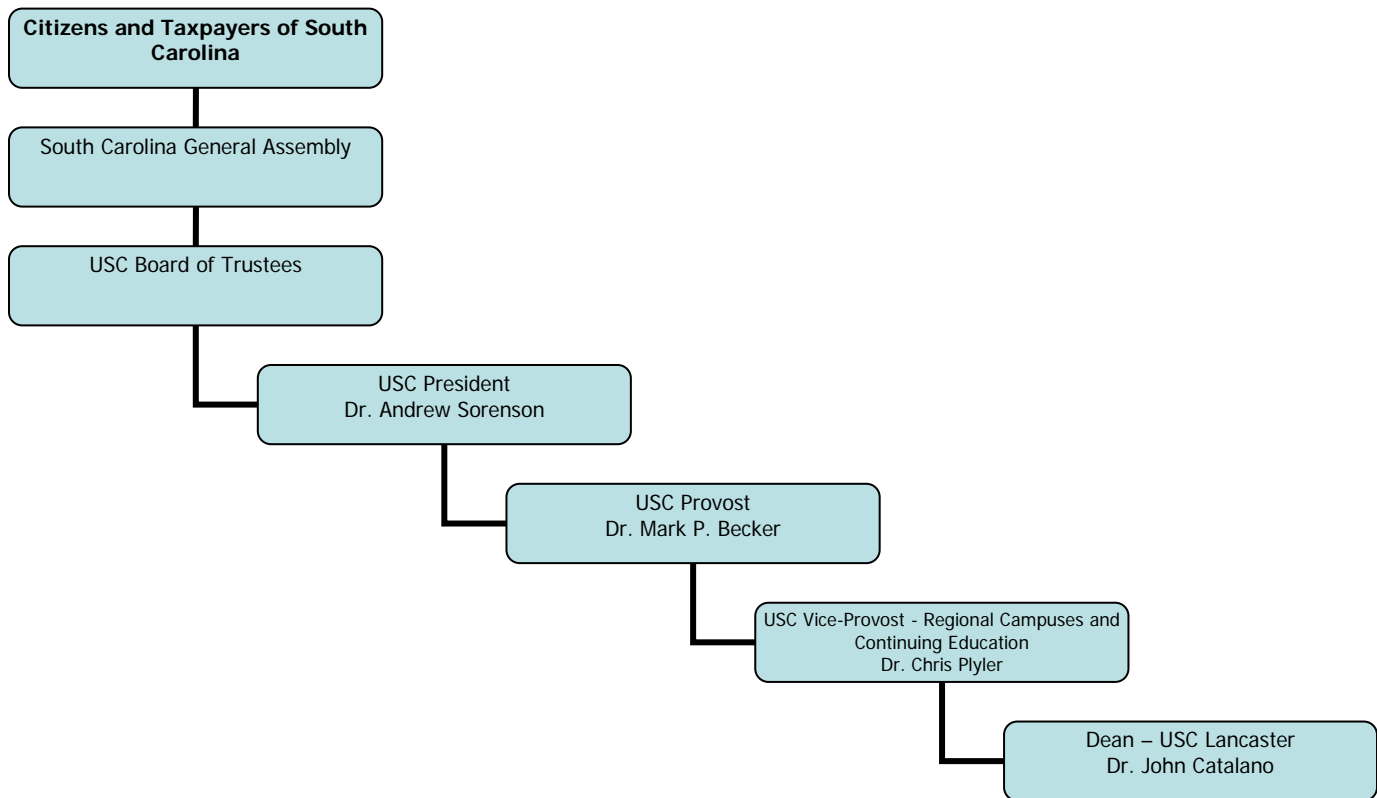 Citizens and Taxpayers of South
Carolina
South Carolina General Assembly
USC Board of Trustees
USC President
Dr. Andrew Sorenson
USC Provost
Dr. Mark P. Becker
USC Vice-Provost - Regional Campuses and
Continuing Education
Dr. Chris Plyler
Dean – USC Lancaster
Dr. John Catalano